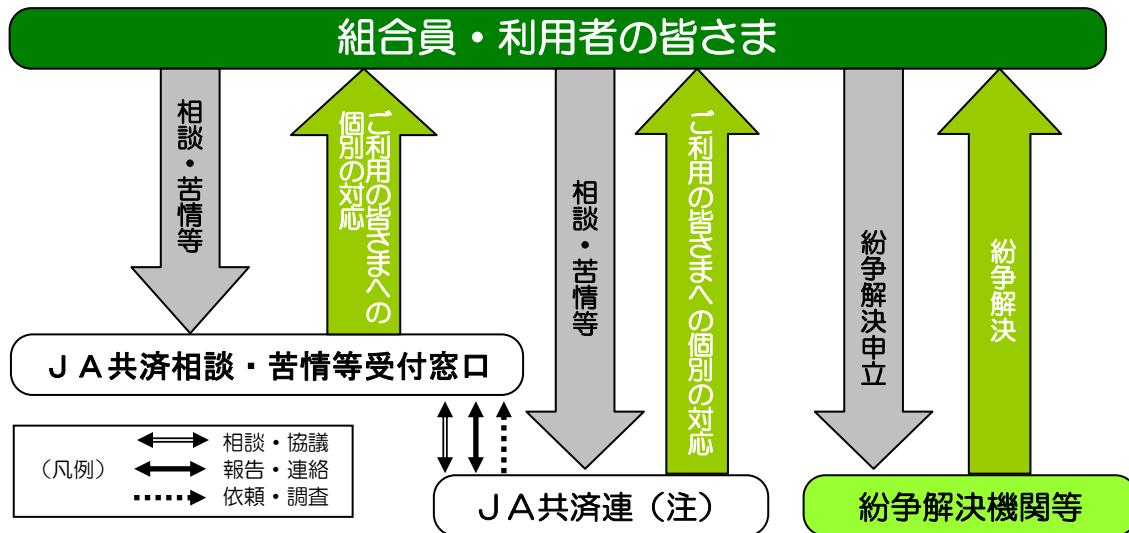 組合員・利用者の皆さま
相談・苦情等
ご利用の皆さまへの
個別の対応
相談・苦情等
ご利用の皆さまへの個別の対応
紛争解決申立
紛争解決
JA共済相談・苦情等受付窓口
(凡例)
相談・協議
報告・連絡
依頼・調査
JA共済連(注)
紛争解決機関等